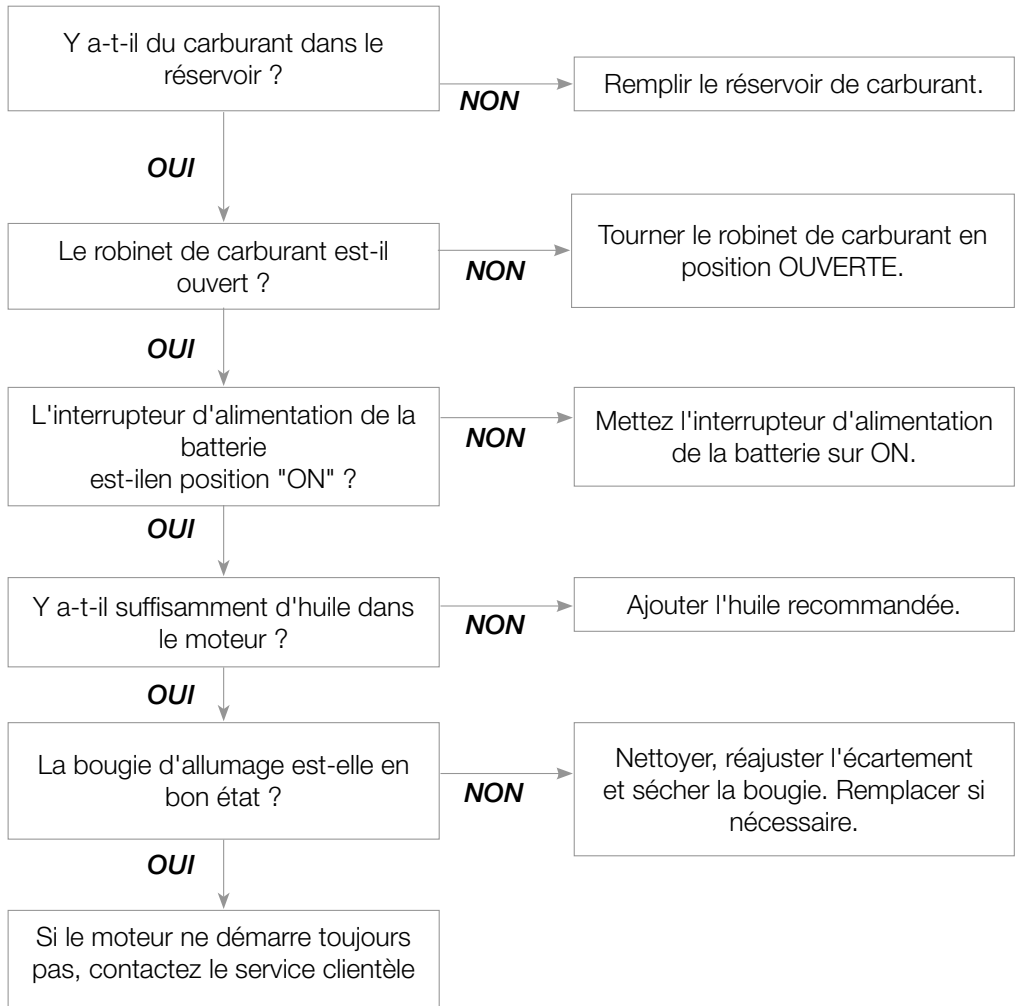 Y a-t-il du carburant dans le
réservoir ?
NON
Remplir le réservoir de carburant.
OUI
Le robinet de carburant est-il
ouvert ?
NON
Tourner le robinet de carburant en
position OUVERTE.
OUI
L'interrupteur d'alimentation de la
batterie
est-ilen position "ON" ?
NON
Mettez l'interrupteur d'alimentation
de la batterie sur ON.
OUI
Y a-t-il suffisamment d'huile dans
le moteur ?
NON
Ajouter l'huile recommandée.
OUI
La bougie d'allumage est-elle en
bon état ?
NON
Nettoyer, réajuster l'écartement
et sécher la bougie. Remplacer si
nécessaire.
OUI
Si le moteur ne démarre toujours
pas, contactez le service clientèle